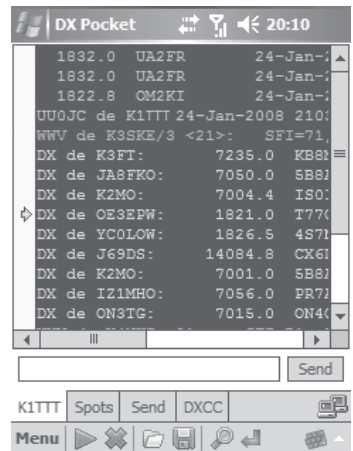 DX Pocket 20:10
1832.0 UA2FR 24-Jan-
1832.0 UA2FR 24-Jan-
1822.8 OM2KI 24-Jan-
UU0JC de K1TTT 24-Jan-2008 210
WWV de K3SKE/3 <21>: SFI=71,
DX de K3FT: 7235.0 KB8
DX de JA8FKO: 7050.0 5B8
DX de K2MO: 7004.4 IS0
DX de OE3EPW: 1821.0 T77
DX de YC0LOW: 1826.5 4S7
DX de J69DS: 14084.8 CX6
DX de K2MO: 7001.0 5B8
DX de IZ1MHO: 7056.0 PR7
DX de ON3TG: 7015.0 ON4
Send
K1TTT Spots Send DXCC
Menu